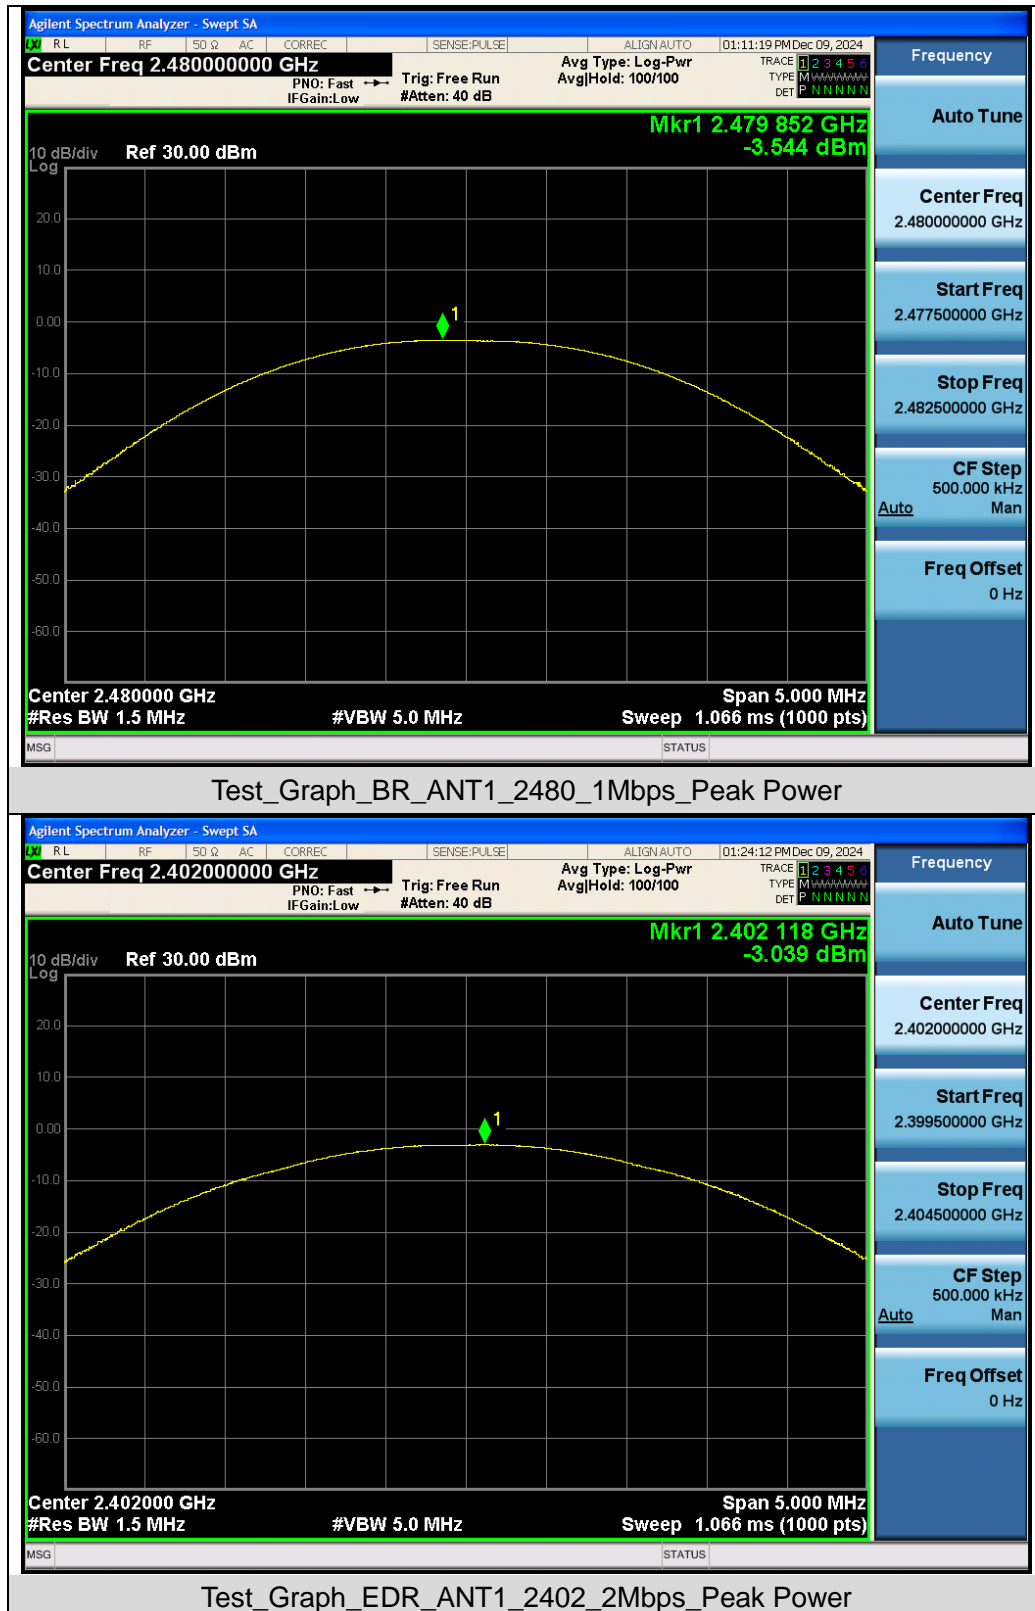 Agilent Spectrum Analyzer - Swept SA
LXI RL RF 50 Ω AC CORREC SENSE:PULSE ALIGN AUTO 01:11:19 PM Dec 09, 2024
Center Freq 2.480000000 GHz
PNO: Fast
IFGain:Low
Trig: Free Run
#Atten: 40 dB
Avg Type: Log-Pwr
Avg|Hold: 100/100
TRACE 1 2 3 4 5 6
TYPE M
DET P N N N N N
Mkr1 2.479 852 GHz
-3.544 dBm
10 dB/div Ref 30.00 dBm
Log
20.0
10.0
1
0.00
-10.0
-20.0
-30.0
-40.0
-50.0
-60.0
Center 2.480000 GHz Span 5.000 MHz
#Res BW 1.5 MHz #VBW 5.0 MHz Sweep 1.066 ms (1000 pts)
MSG STATUS
Frequency
Auto Tune
Center Freq
2.480000000 GHz
Start Freq
2.477500000 GHz
Stop Freq
2.482500000 GHz
CF Step
500.000 kHz
Auto Man
Freq Offset
0 Hz
Test_Graph_BR_ANT1_2480_1Mbps_Peak Power
Agilent Spectrum Analyzer - Swept SA
LXI RL RF 50 Ω AC CORREC SENSE:PULSE ALIGN AUTO 01:24:12 PM Dec 09, 2024
Center Freq 2.402000000 GHz
PNO: Fast
IFGain:Low
Trig: Free Run
#Atten: 40 dB
Avg Type: Log-Pwr
Avg|Hold: 100/100
TRACE 1 2 3 4 5 6
TYPE M
DET P N N N N N
Mkr1 2.402 118 GHz
-3.039 dBm
10 dB/div Ref 30.00 dBm
Log
20.0
10.0
1
0.00
-10.0
-20.0
-30.0
-40.0
-50.0
-60.0
Center 2.402000 GHz Span 5.000 MHz
#Res BW 1.5 MHz #VBW 5.0 MHz Sweep 1.066 ms (1000 pts)
MSG STATUS
Frequency
Auto Tune
Center Freq
2.402000000 GHz
Start Freq
2.399500000 GHz
Stop Freq
2.404500000 GHz
CF Step
500.000 kHz
Auto Man
Freq Offset
0 Hz
Test_Graph_EDR_ANT1_2402_2Mbps_Peak Power